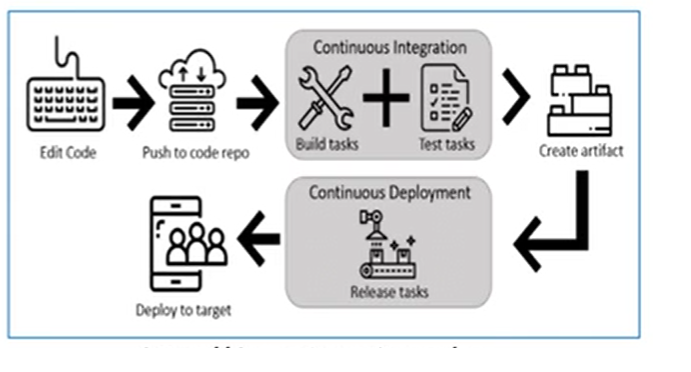 Continuous Integration
Build tasks
Test tasks
Edit Code
Push to code repo
Create artifact
Continuous Deployment
Release tasks
Deploy to target